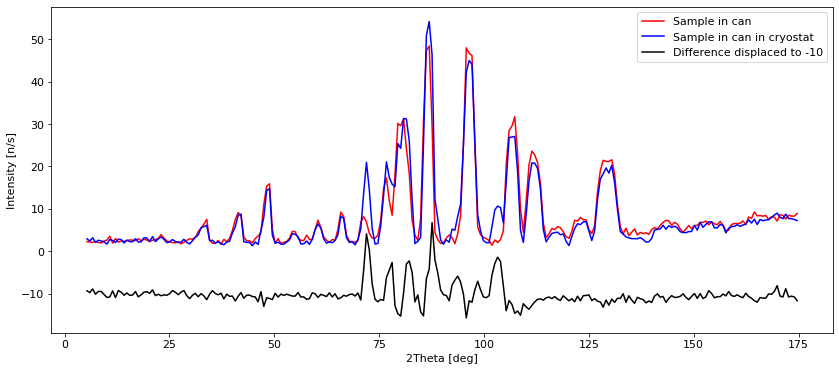 Sample in can
Sample in can in cryostat
Difference displaced to -10
Intensity [n/s]
50
40
30
20
10
0
−10
0 25 50 75 100 125 150 175
2Theta [deg]